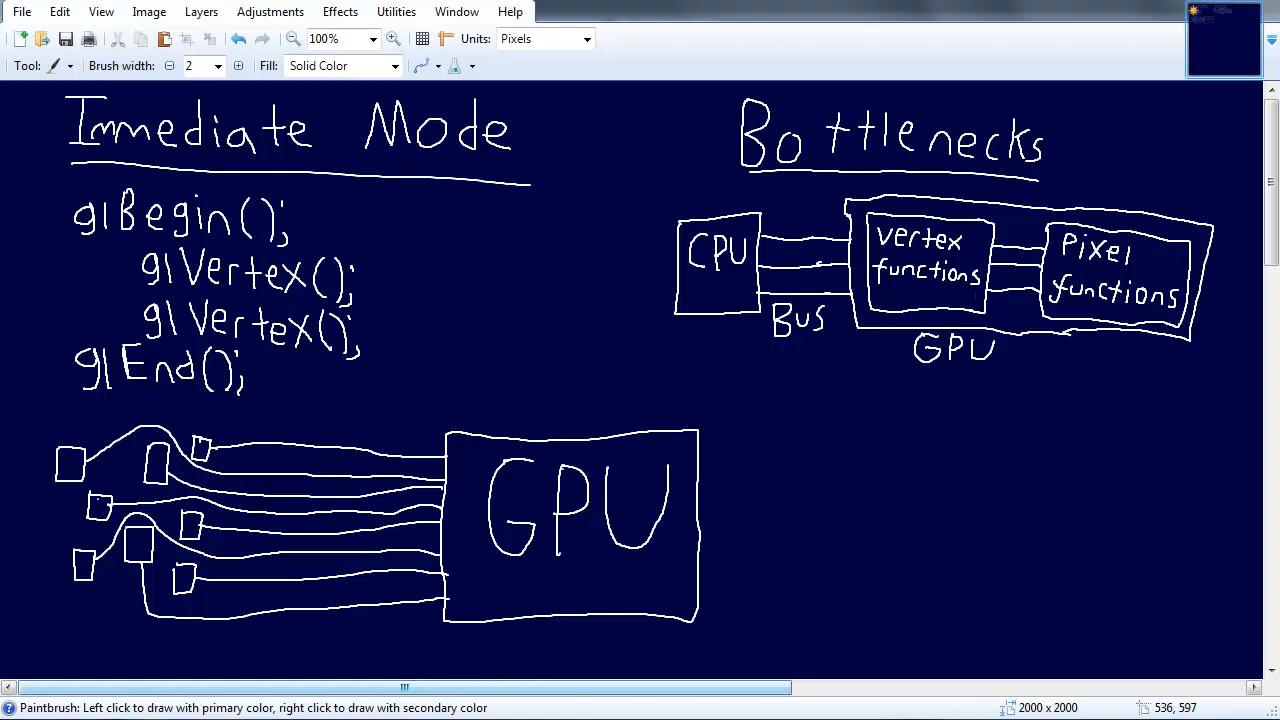 File Edit View Image Layers Adjustments Effects Utilities Window Help
100% Units: Pixels
Tool: Brush width: 2 Fill: Solid Color
Immediate Mode
glBegin();
glVertex();
glVertex();
glEnd();
GPU
Bottlenecks
CPU
Bus
vertex
functions
Pixel
functions
GPU
Paintbrush: Left click to draw with primary color, right click to draw with secondary color 2000 x 2000 536, 597